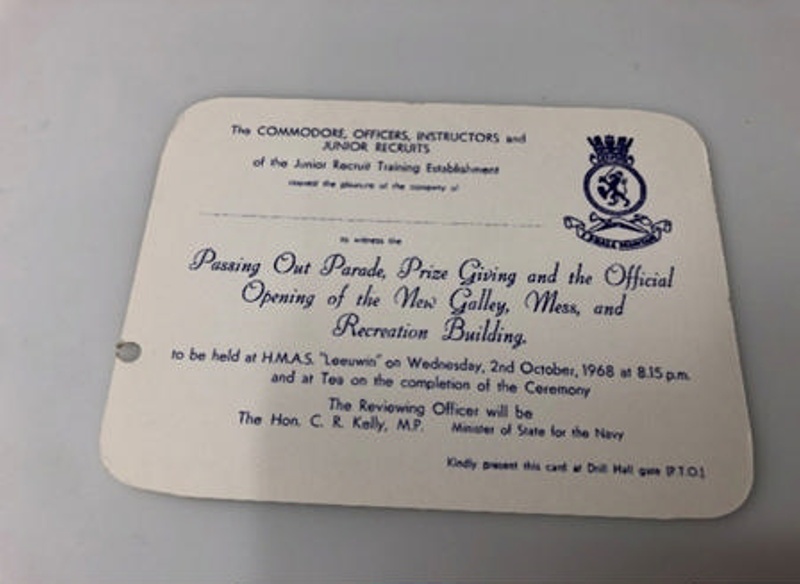 The COMMODORE, OFFICERS, INSTRUCTORS and
JUNIOR RECRUITS
of the Junior Recruit Training Establishment
request the pleasure of the company of
to witness the
Passing Out Parade, Prize Giving and the Official
Opening of the New Galley, Mess, and
Recreation Building,
to be held at H.M.A.S. "Leeuwin" on Wednesday, 2nd October, 1968 at 8.15 p.m.
and at Tea on the completion of the Ceremony
The Reviewing Officer will be
The Hon. C. R. Kelly, M.P. Minister of State for the Navy
Kindly present this card at Drill Hall gate (P.T.O.)